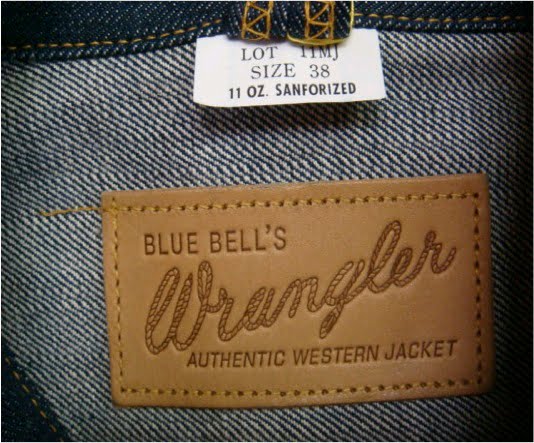 LOT 11MJ
SIZE 38
11 OZ. SANFORIZED
BLUE BELL'S
Wrangler
AUTHENTIC WESTERN JACKET